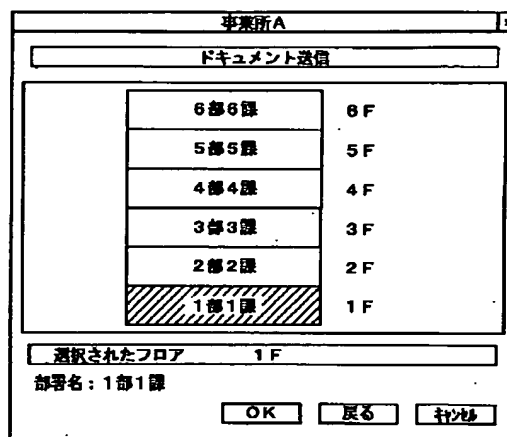 事業所A
ドキュメント送信
6部6課 6F
5部5課 5F
4部4課 4F
3部3課 3F
2部2課 2F
1部1課 1F
選択されたフロア 1F
部署名：1部1課
OK 戻る キャンセル